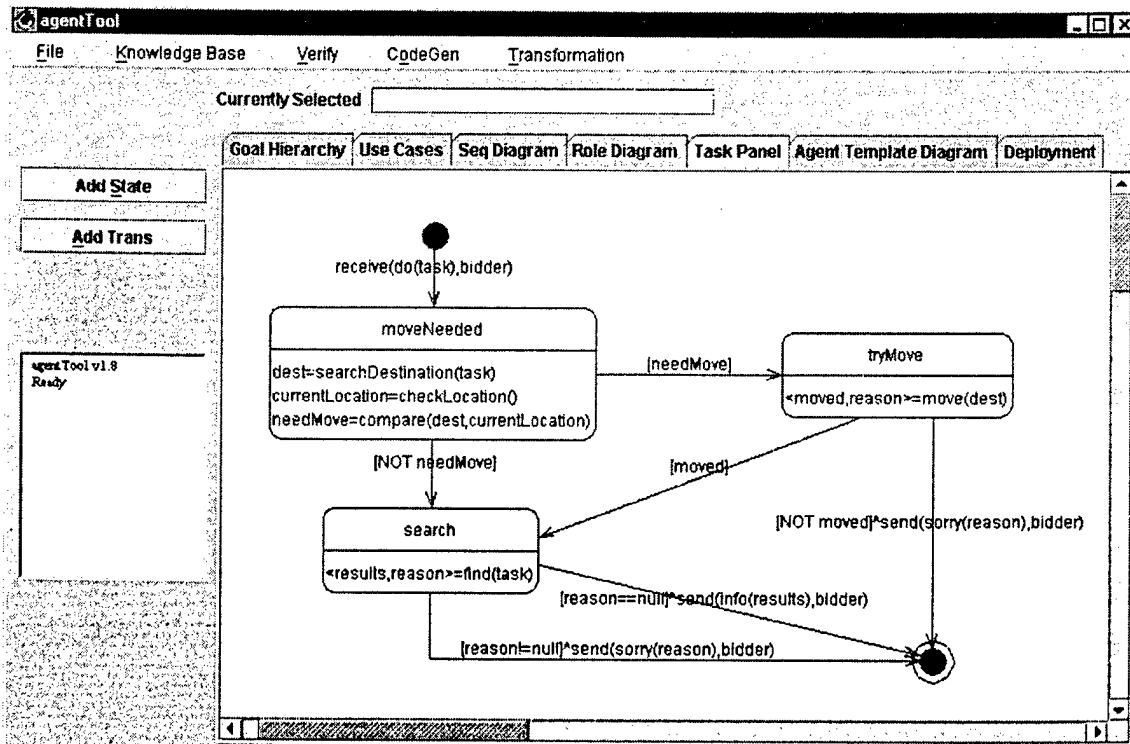 agentTool
File Knowledge Base Verify CodeGen Transformation
Currently Selected
Goal Hierarchy Use Cases Seq Diagram Role Diagram Task Panel Agent Template Diagram Deployment
Add State
Add Trans
agentTool v1.8
Ready
receive(do(task),bidder)
moveNeeded
dest=searchDestination(task)
currentLocation=checkLocation()
needMove=compare(dest,currentLocation)
[needMove]
tryMove
<moved,reason>=move(dest)
[NOT needMove]
[moved]
search
<results,reason>=find(task)
[NOT moved]^send(sorry(reason),bidder)
[reason==null]^send(info(results),bidder)
[reason!=null]^send(sorry(reason),bidder)